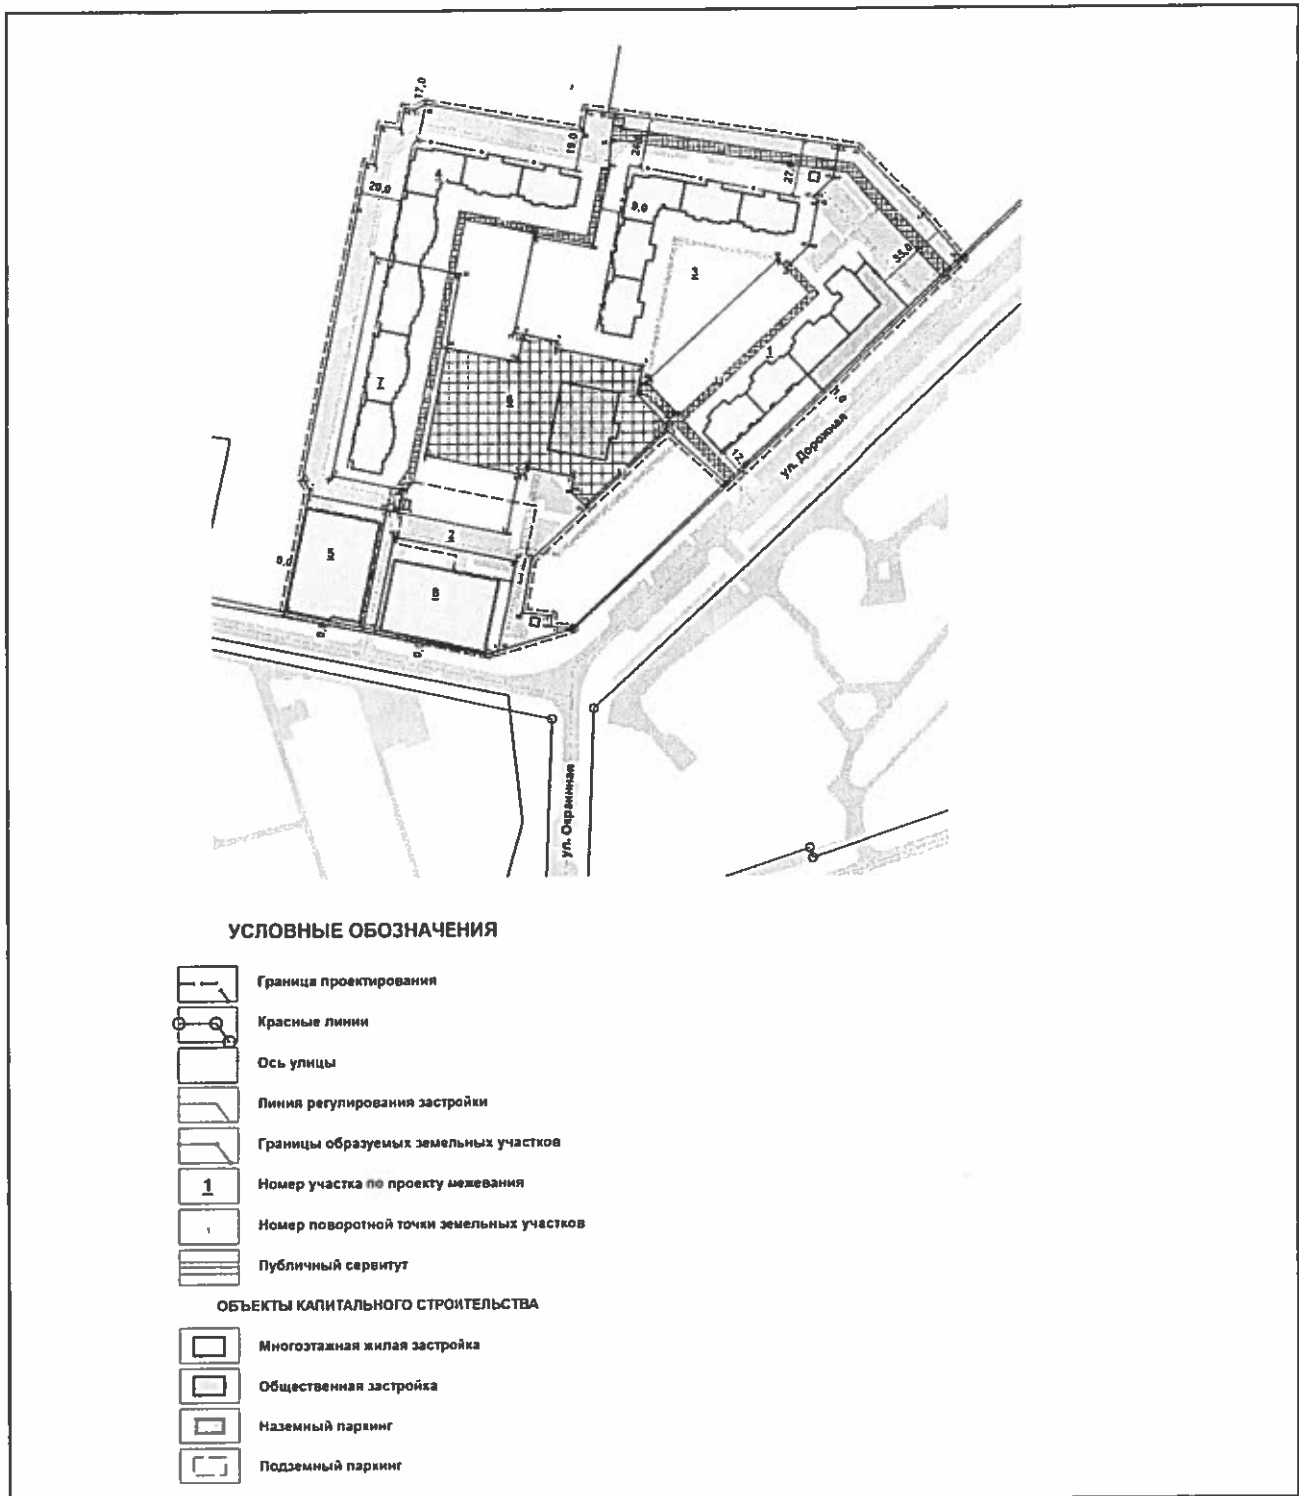 17,0
19,0
24,0
27,
4
20,0
9,0
35,0
1
7
ул. Дорожная
12
2
5
0,0
8
ул. Окраинная
УСЛОВНЫЕ ОБОЗНАЧЕНИЯ
Граница проектирования
Красные линии
Ось улицы
Линия регулирования застройки
Границы образуемых земельных участков
1
Номер участка по проекту межевания
1
Номер поворотной точки земельных участков
Публичный сервитут
ОБЪЕКТЫ КАПИТАЛЬНОГО СТРОИТЕЛЬСТВА
Многоэтажная жилая застройка
Общественная застройка
Наземный паркинг
Подземный паркинг